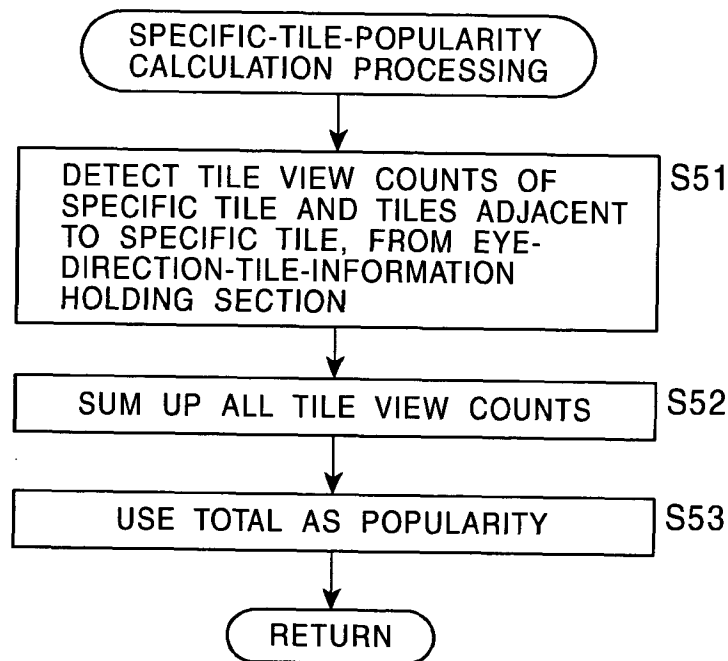 SPECIFIC-TILE-POPULARITY
CALCULATION PROCESSING
DETECT TILE VIEW COUNTS OF
SPECIFIC TILE AND TILES ADJACENT
TO SPECIFIC TILE, FROM EYE-
DIRECTION-TILE-INFORMATION
HOLDING SECTION
S51
SUM UP ALL TILE VIEW COUNTS
S52
USE TOTAL AS POPULARITY
S53
RETURN